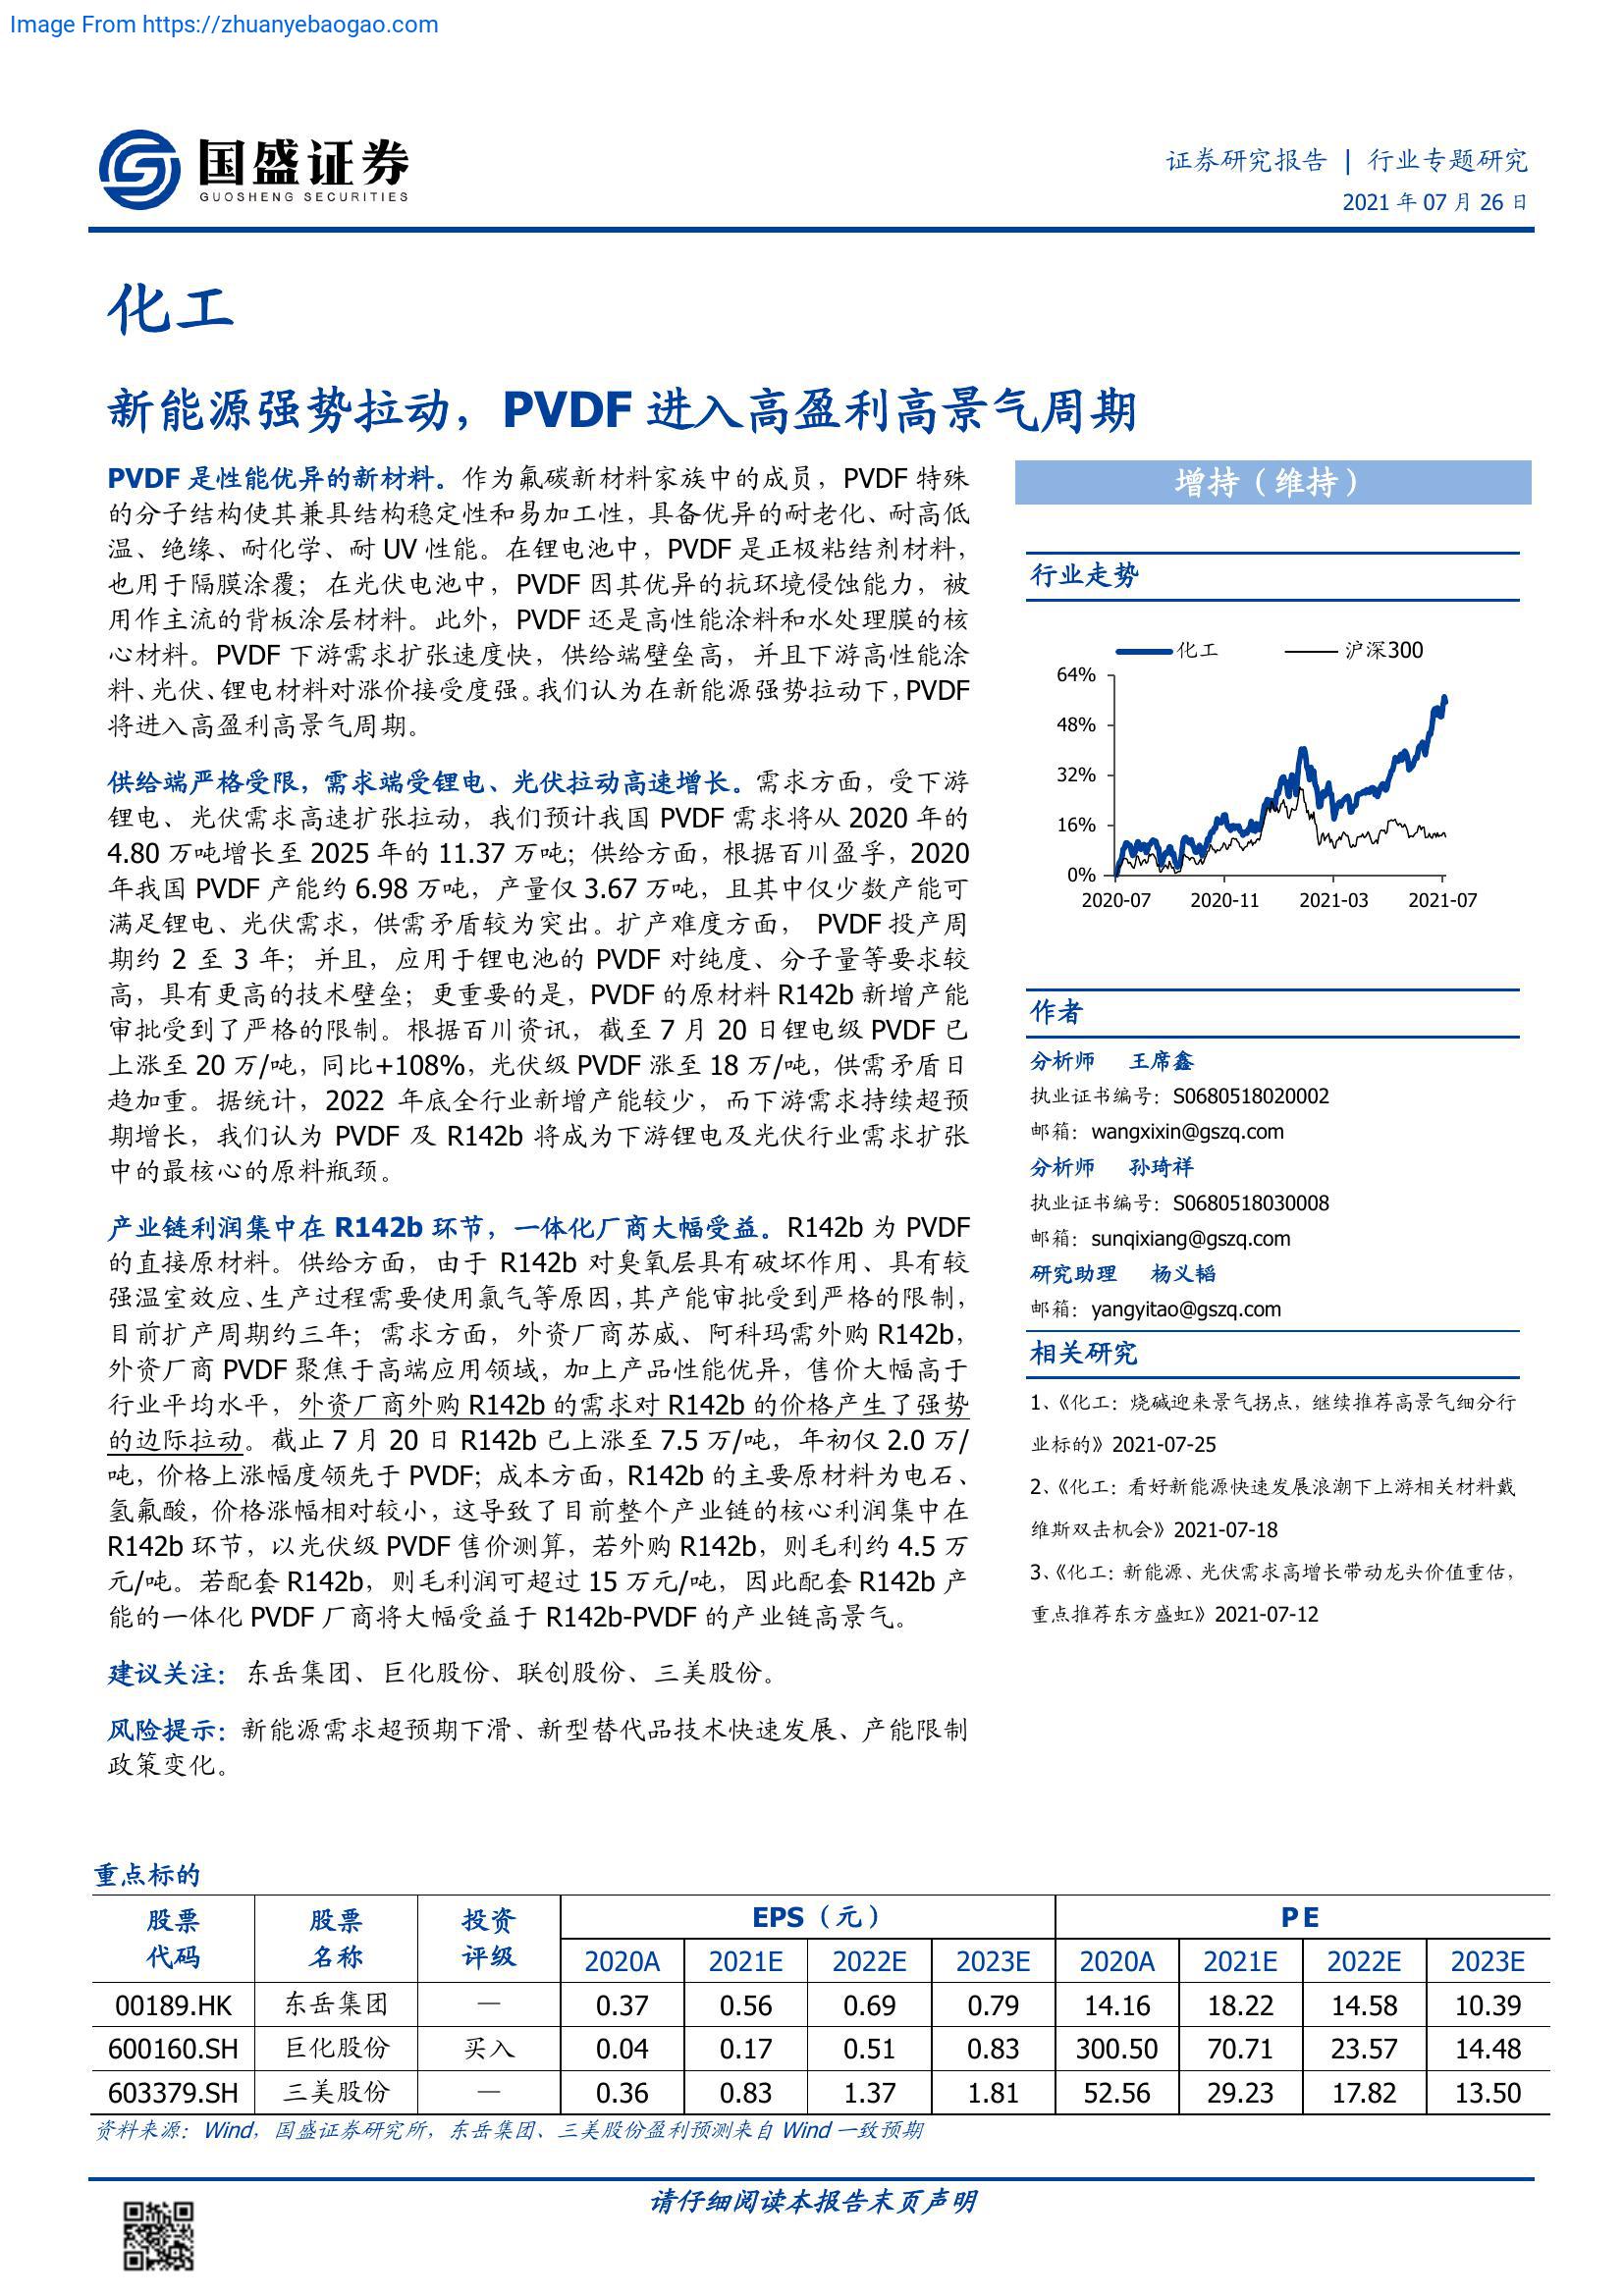 Image From https://zhuanyebaogao.com
国盛证券
GUOSHENG SECURITIES
证券研究报告 | 行业专题研究
2021 年 07 月 26 日
化工
新能源强势拉动，PVDF 进入高盈利高景气周期
PVDF 是性能优异的新材料。作为氟碳新材料家族中的成员，PVDF 特殊
的分子结构使其兼具结构稳定性和易加工性，具备优异的耐老化、耐高低
温、绝缘、耐化学、耐 UV 性能。在锂电池中，PVDF 是正极粘结剂材料，
也用于隔膜涂覆；在光伏电池中，PVDF 因其优异的抗环境侵蚀能力，被
用作主流的背板涂层材料。此外，PVDF 还是高性能涂料和水处理膜的核
心材料。PVDF 下游需求扩张速度快，供给端壁垒高，并且下游高性能涂
料、光伏、锂电材料对涨价接受度强。我们认为在新能源强势拉动下，PVDF
将进入高盈利高景气周期。
供给端严格受限，需求端受锂电、光伏拉动高速增长。需求方面，受下游
锂电、光伏需求高速扩张拉动，我们预计我国 PVDF 需求将从 2020 年的
4.80 万吨增长至 2025 年的 11.37 万吨；供给方面，根据百川盈孚，2020
年我国 PVDF 产能约 6.98 万吨，产量仅 3.67 万吨，且其中仅少数产能可
满足锂电、光伏需求，供需矛盾较为突出。扩产难度方面， PVDF 投产周
期约 2 至 3 年；并且，应用于锂电池的 PVDF 对纯度、分子量等要求较
高，具有更高的技术壁垒；更重要的是，PVDF 的原材料 R142b 新增产能
审批受到了严格的限制。根据百川资讯，截至 7 月 20 日锂电级 PVDF 已
上涨至 20 万/吨，同比+108%，光伏级 PVDF 涨至 18 万/吨，供需矛盾日
趋加重。据统计，2022 年底全行业新增产能较少，而下游需求持续超预
期增长，我们认为 PVDF 及 R142b 将成为下游锂电及光伏行业需求扩张
中的最核心的原料瓶颈。
产业链利润集中在 R142b 环节，一体化厂商大幅受益。R142b 为 PVDF
的直接原材料。供给方面，由于 R142b 对臭氧层具有破坏作用、具有较
强温室效应、生产过程需要使用氯气等原因，其产能审批受到严格的限制，
目前扩产周期约三年；需求方面，外资厂商苏威、阿科玛需外购 R142b，
外资厂商 PVDF 聚焦于高端应用领域，加上产品性能优异，售价大幅高于
行业平均水平，外资厂商外购 R142b 的需求对 R142b 的价格产生了强势
的边际拉动。截止 7 月 20 日 R142b 已上涨至 7.5 万/吨，年初仅 2.0 万/
吨，价格上涨幅度领先于 PVDF；成本方面，R142b 的主要原材料为电石、
氢氟酸，价格涨幅相对较小，这导致了目前整个产业链的核心利润集中在
R142b 环节，以光伏级 PVDF 售价测算，若外购 R142b，则毛利约 4.5 万
元/吨。若配套 R142b，则毛利润可超过 15 万元/吨，因此配套 R142b 产
能的一体化 PVDF 厂商将大幅受益于 R142b-PVDF 的产业链高景气。
建议关注：东岳集团、巨化股份、联创股份、三美股份。
风险提示：新能源需求超预期下滑、新型替代品技术快速发展、产能限制
政策变化。
增持（维持）
行业走势
化工 沪深300
64%
48%
32%
16%
0%
2020-07 2020-11 2021-03 2021-07
作者
分析师 王席鑫
执业证书编号：S0680518020002
邮箱：wangxixin@gszq.com
分析师 孙琦祥
执业证书编号：S0680518030008
邮箱：sunqixiang@gszq.com
研究助理 杨义韬
邮箱：yangyitao@gszq.com
相关研究
1、《化工：烧碱迎来景气拐点，继续推荐高景气细分行
业标的》2021-07-25
2、《化工：看好新能源快速发展浪潮下上游相关材料戴
维斯双击机会》2021-07-18
3、《化工：新能源、光伏需求高增长带动龙头价值重估，
重点推荐东方盛虹》2021-07-12
重点标的
股票 股票 投资 EPS（元） P E
代码 名称 评级 2020A 2021E 2022E 2023E 2020A 2021E 2022E 2023E
00189.HK 东岳集团 — 0.37 0.56 0.69 0.79 14.16 18.22 14.58 10.39
600160.SH 巨化股份 买入 0.04 0.17 0.51 0.83 300.50 70.71 23.57 14.48
603379.SH 三美股份 — 0.36 0.83 1.37 1.81 52.56 29.23 17.82 13.50
资料来源：Wind，国盛证券研究所，东岳集团、三美股份盈利预测来自 Wind 一致预期
请仔细阅读本报告末页声明